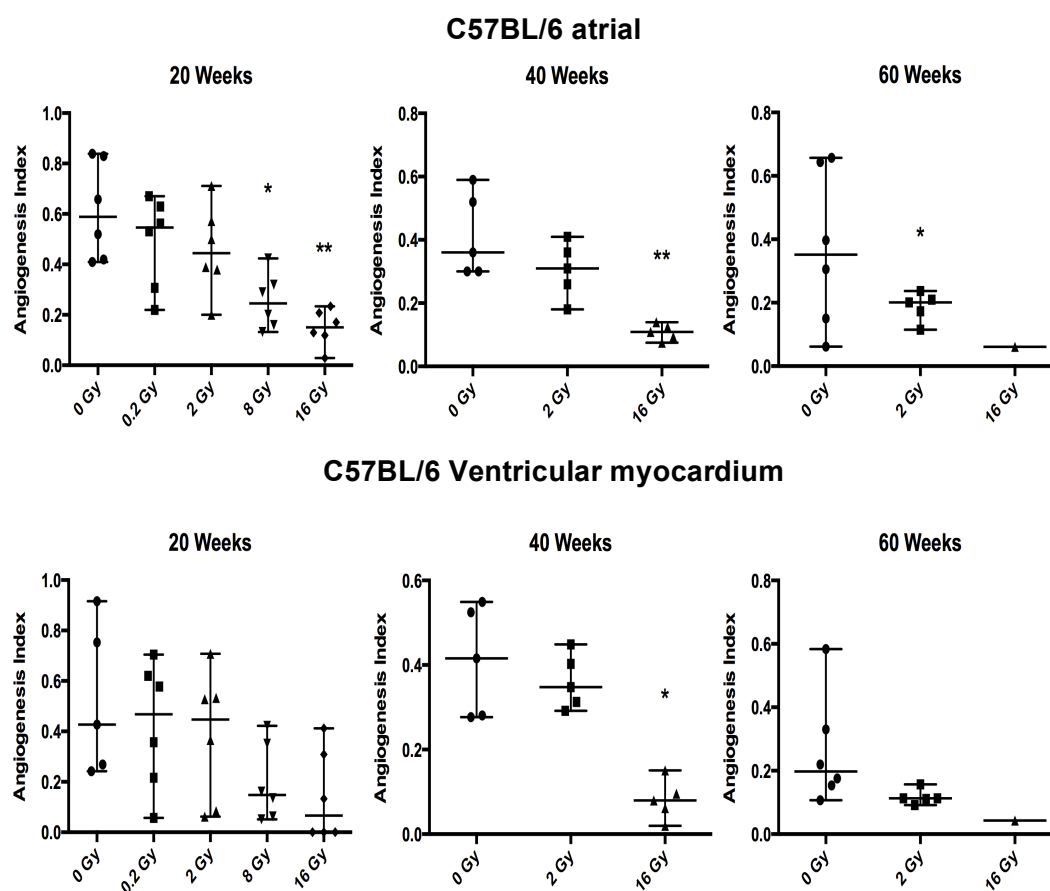 C57BL/6 atrial
20 Weeks
Angiogenesis Index
1.0
0.8
0.6
0.4
0.2
0.0
*
**
0 Gy
0.2 Gy
2 Gy
8 Gy
16 Gy
40 Weeks
Angiogenesis Index
0.8
0.6
0.4
0.2
0.0
**
0 Gy
2 Gy
16 Gy
60 Weeks
Angiogenesis Index
0.8
0.6
0.4
0.2
0.0
*
0 Gy
2 Gy
16 Gy
C57BL/6 Ventricular myocardium
20 Weeks
Angiogenesis Index
1.0
0.8
0.6
0.4
0.2
0.0
0 Gy
0.2 Gy
2 Gy
8 Gy
16 Gy
40 Weeks
Angiogenesis Index
0.6
0.4
0.2
0.0
*
0 Gy
2 Gy
16 Gy
60 Weeks
Angiogenesis Index
0.8
0.6
0.4
0.2
0.0
0 Gy
2 Gy
16 Gy